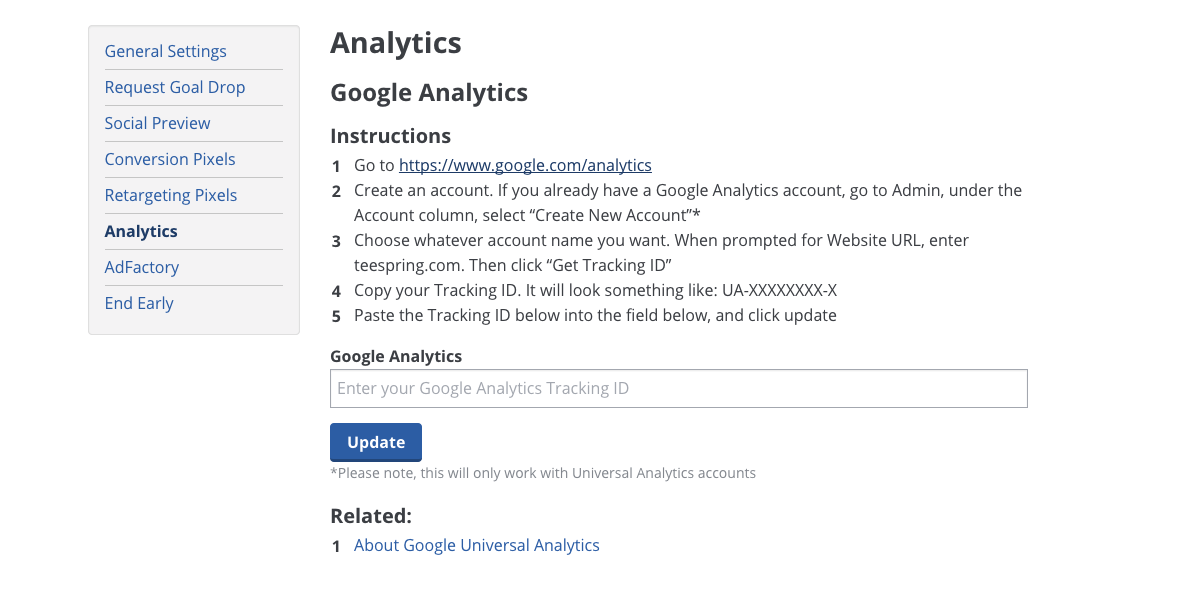 General Settings
Request Goal Drop
Social Preview
Conversion Pixels
Retargeting Pixels
Analytics
AdFactory
End Early
Analytics
Google Analytics
Instructions
1 Go to https://www.google.com/analytics
2 Create an account. If you already have a Google Analytics account, go to Admin, under the
Account column, select “Create New Account”*
3 Choose whatever account name you want. When prompted for Website URL, enter
teespring.com. Then click “Get Tracking ID”
4 Copy your Tracking ID. It will look something like: UA-XXXXXXXX-X
5 Paste the Tracking ID below into the field below, and click update
Google Analytics
Enter your Google Analytics Tracking ID
Update
*Please note, this will only work with Universal Analytics accounts
Related:
1 About Google Universal Analytics